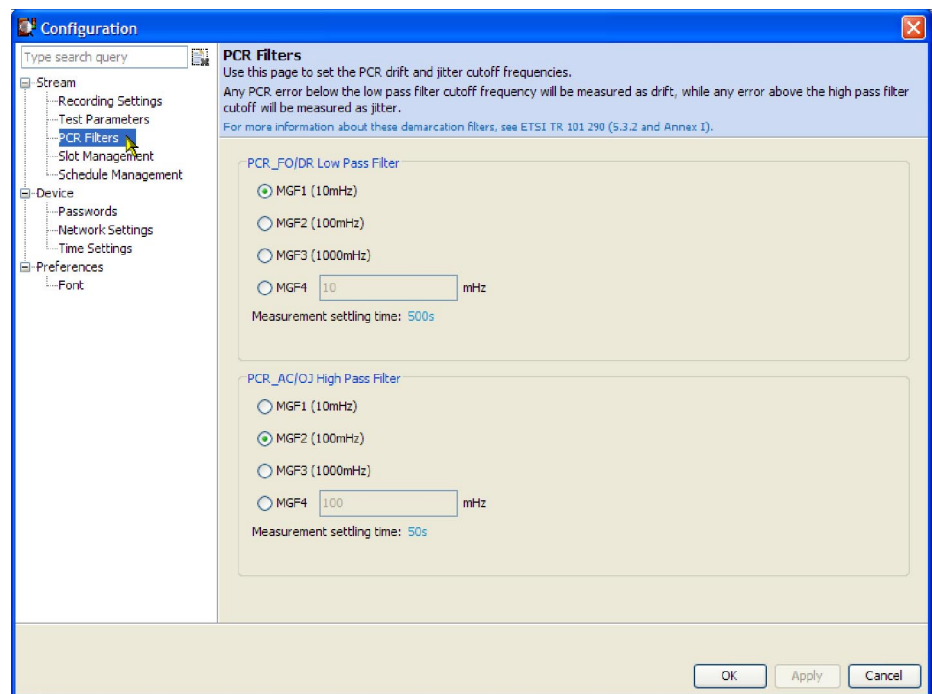 Configuration
Type search query
Stream
Recording Settings
Test Parameters
PCR Filters
Slot Management
Schedule Management
Device
Passwords
Network Settings
Time Settings
Preferences
Font
PCR Filters
Use this page to set the PCR drift and jitter cutoff frequencies.
Any PCR error below the low pass filter cutoff frequency will be measured as drift, while any error above the high pass filter
cutoff will be measured as jitter.
For more information about these demarcation filters, see ETSI TR 101 290 (5.3.2 and Annex I).
PCR_FO/DR Low Pass Filter
MGF1 (10mHz)
MGF2 (100mHz)
MGF3 (1000mHz)
MGF4 10 mHz
Measurement settling time: 500s
PCR_AC/OJ High Pass Filter
MGF1 (10mHz)
MGF2 (100mHz)
MGF3 (1000mHz)
MGF4 100 mHz
Measurement settling time: 50s
OK Apply Cancel